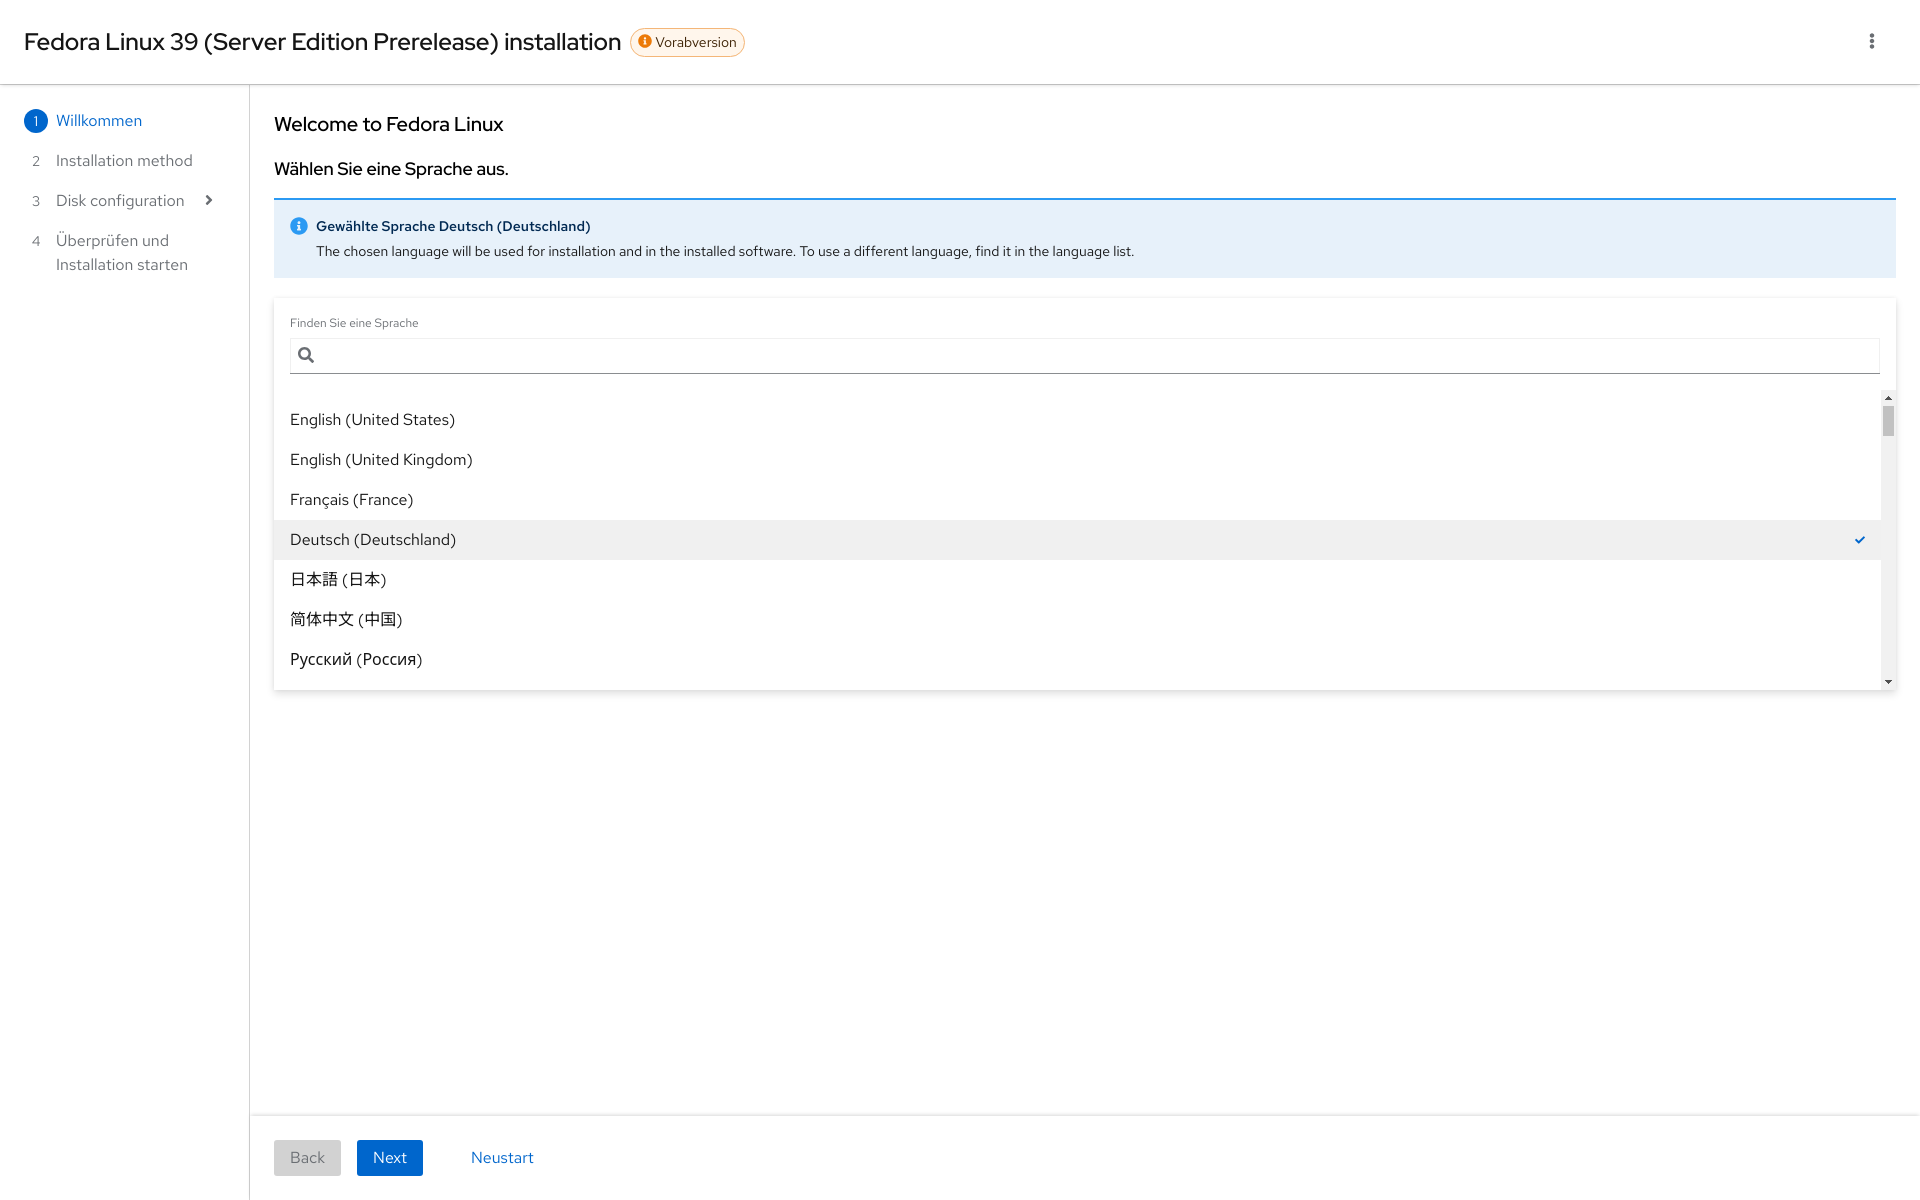 Fedora Linux 39 (Server Edition Prerelease) installation Vorabversion
1 Willkommen
2 Installation method
3 Disk configuration
4 Überprüfen und
Installation starten
Welcome to Fedora Linux
Wählen Sie eine Sprache aus.
Gewählte Sprache Deutsch (Deutschland)
The chosen language will be used for installation and in the installed software. To use a different language, find it in the language list.
Finden Sie eine Sprache
English (United States)
English (United Kingdom)
Français (France)
Deutsch (Deutschland)
日本語 (日本)
简体中文 (中国)
Русский (Россия)
Back Next Neustart